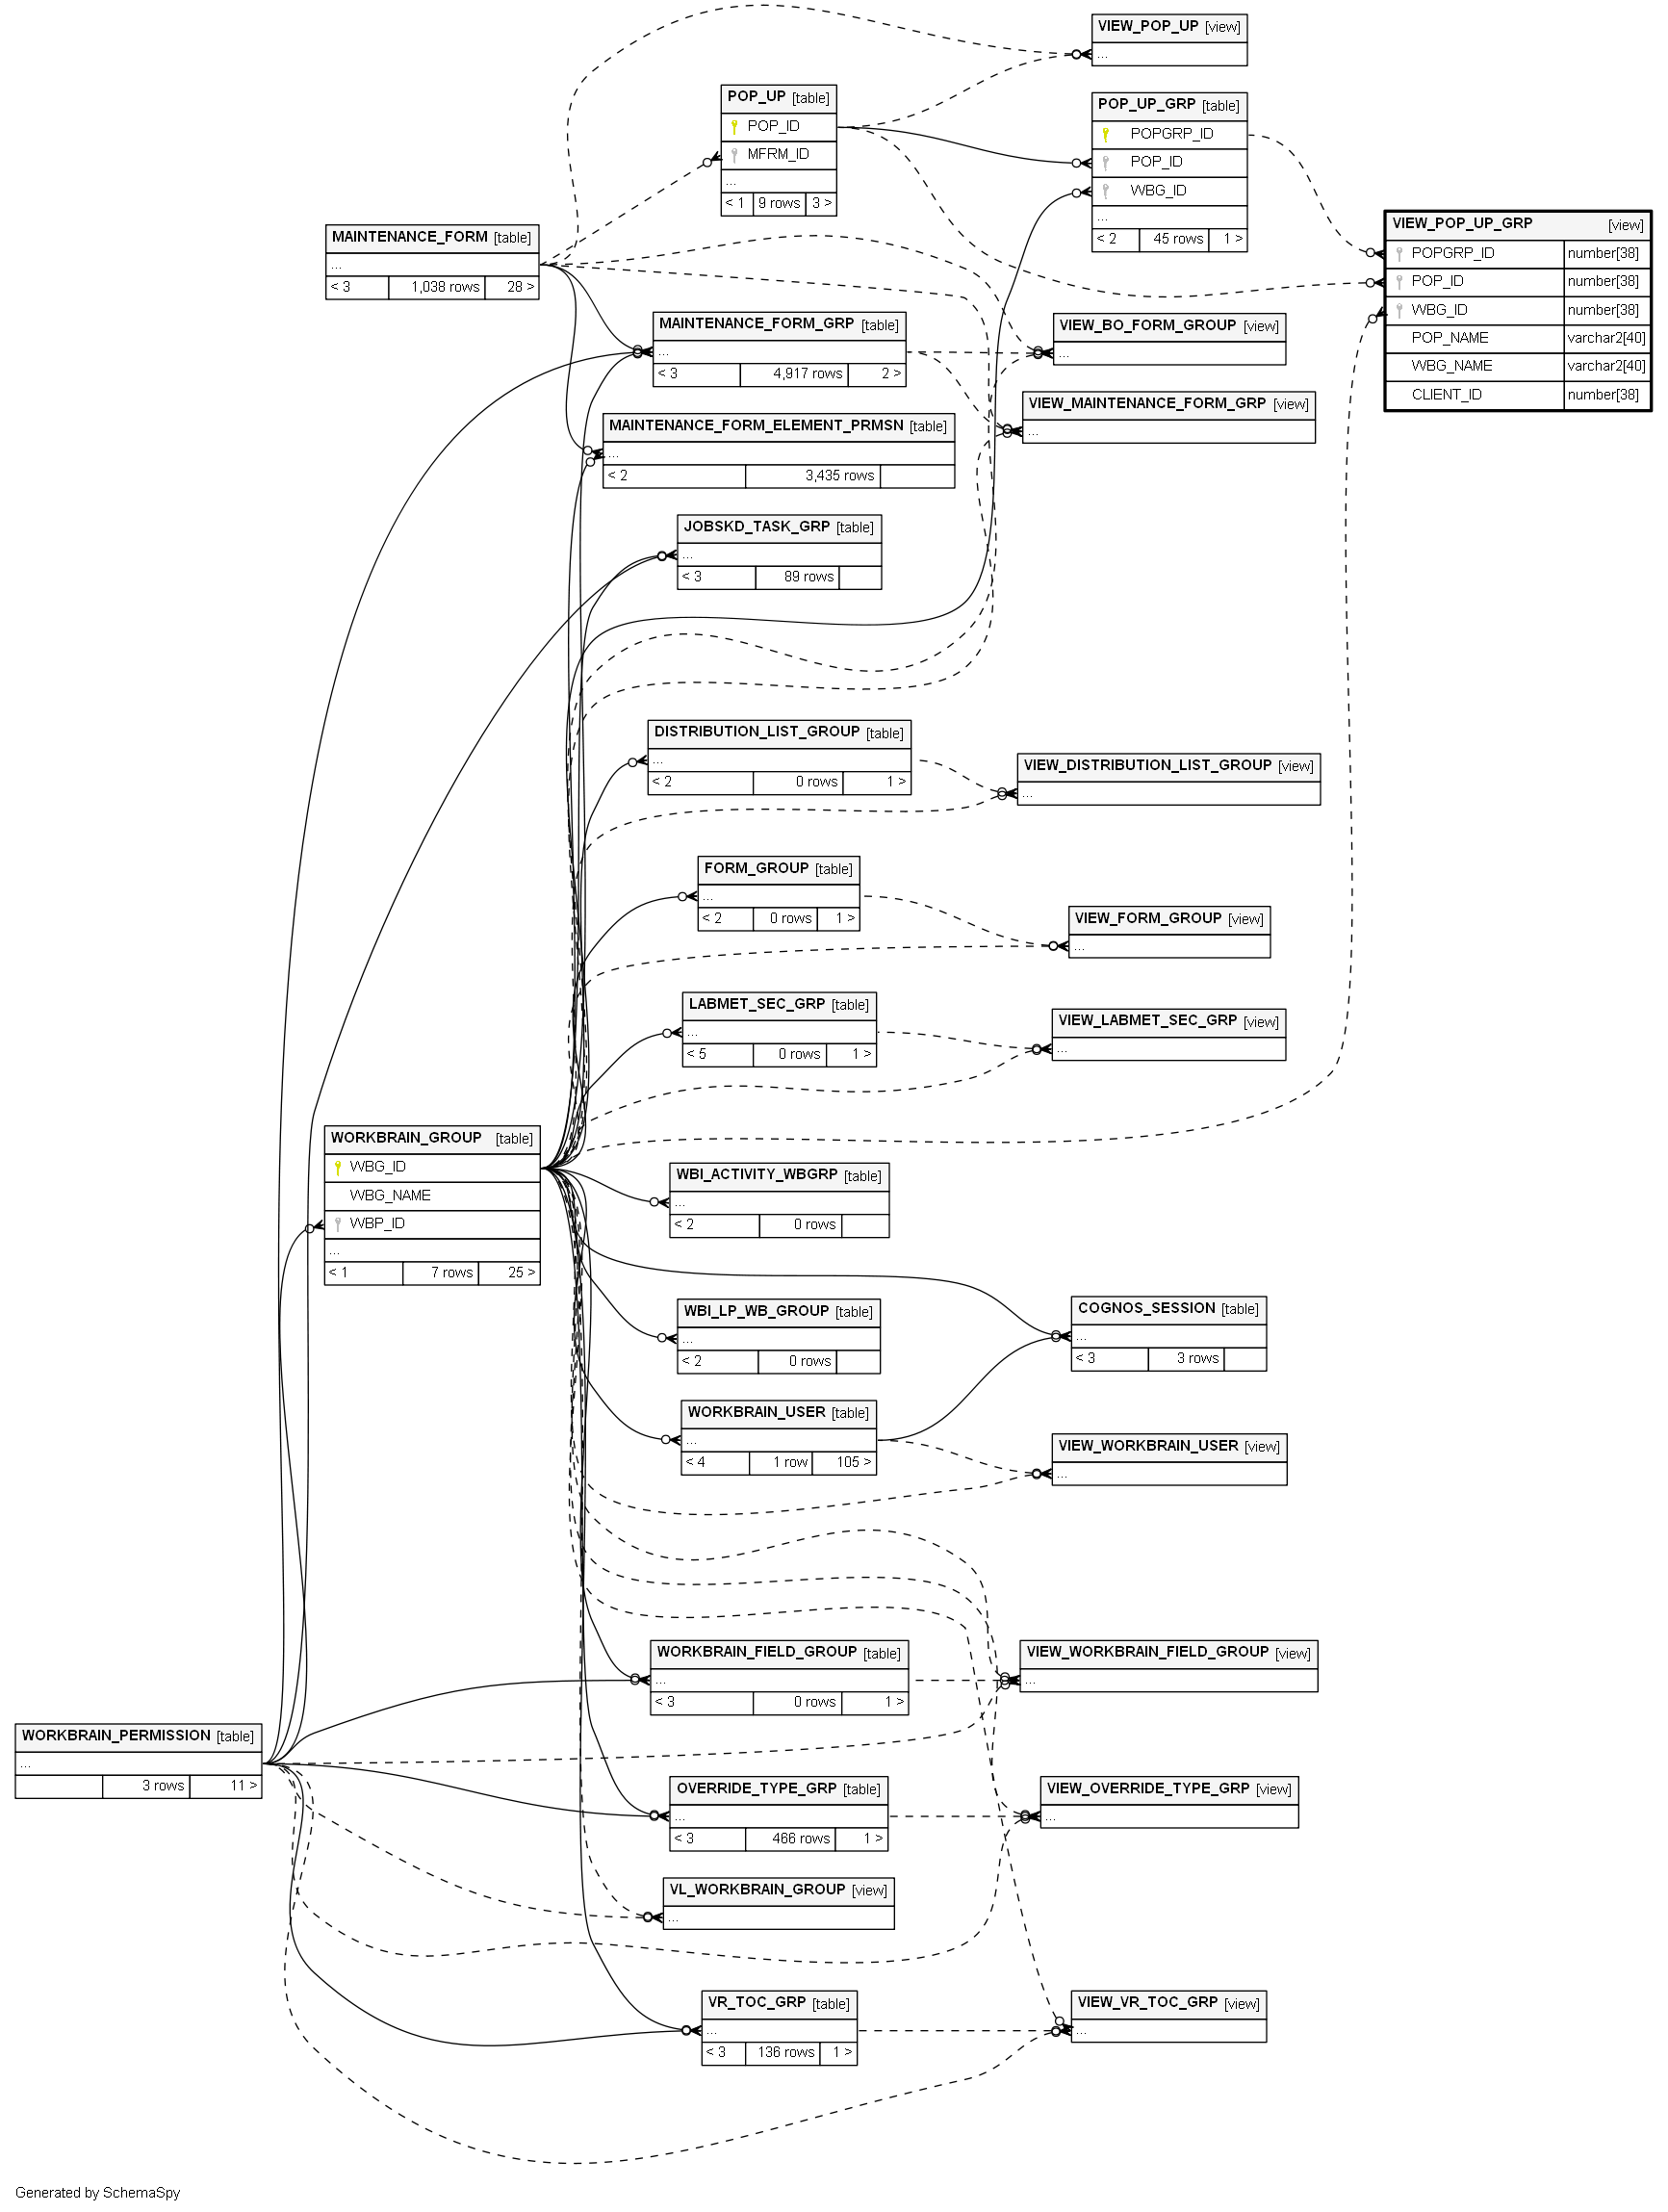 VIEW_POP_UP [view]
...
POP_UP [table]
POP_ID
MFRM_ID
...
< 1 9 rows 3 >
POP_UP_GRP [table]
POPGRP_ID
POP_ID
WBG_ID
...
< 2 45 rows 1 >
VIEW_POP_UP_GRP [view]
POPGRP_ID number[38]
POP_ID number[38]
WBG_ID number[38]
POP_NAME varchar2[40]
WBG_NAME varchar2[40]
CLIENT_ID number[38]
MAINTENANCE_FORM [table]
...
< 3 1,038 rows 28 >
MAINTENANCE_FORM_GRP [table]
...
< 3 4,917 rows 2 >
VIEW_BO_FORM_GROUP [view]
...
VIEW_MAINTENANCE_FORM_GRP [view]
...
MAINTENANCE_FORM_ELEMENT_PRMSN [table]
...
< 2 3,435 rows
JOBSKD_TASK_GRP [table]
...
< 3 89 rows
DISTRIBUTION_LIST_GROUP [table]
...
< 2 0 rows 1 >
VIEW_DISTRIBUTION_LIST_GROUP [view]
...
FORM_GROUP [table]
...
< 2 0 rows 1 >
VIEW_FORM_GROUP [view]
...
LABMET_SEC_GRP [table]
...
< 5 0 rows 1 >
VIEW_LABMET_SEC_GRP [view]
...
WORKBRAIN_GROUP [table]
WBG_ID
WBG_NAME
WBP_ID
...
< 1 7 rows 25 >
WBI_ACTIVITY_WBGRP [table]
...
< 2 0 rows
WBI_LP_WB_GROUP [table]
...
< 2 0 rows
COGNOS_SESSION [table]
...
< 3 3 rows
WORKBRAIN_USER [table]
...
< 4 1 row 105 >
VIEW_WORKBRAIN_USER [view]
...
WORKBRAIN_FIELD_GROUP [table]
...
< 3 0 rows 1 >
VIEW_WORKBRAIN_FIELD_GROUP [view]
...
WORKBRAIN_PERMISSION [table]
...
3 rows 11 >
OVERRIDE_TYPE_GRP [table]
...
< 3 466 rows 1 >
VIEW_OVERRIDE_TYPE_GRP [view]
...
VL_WORKBRAIN_GROUP [view]
...
VR_TOC_GRP [table]
...
< 3 136 rows 1 >
VIEW_VR_TOC_GRP [view]
...
Generated by SchemaSpy